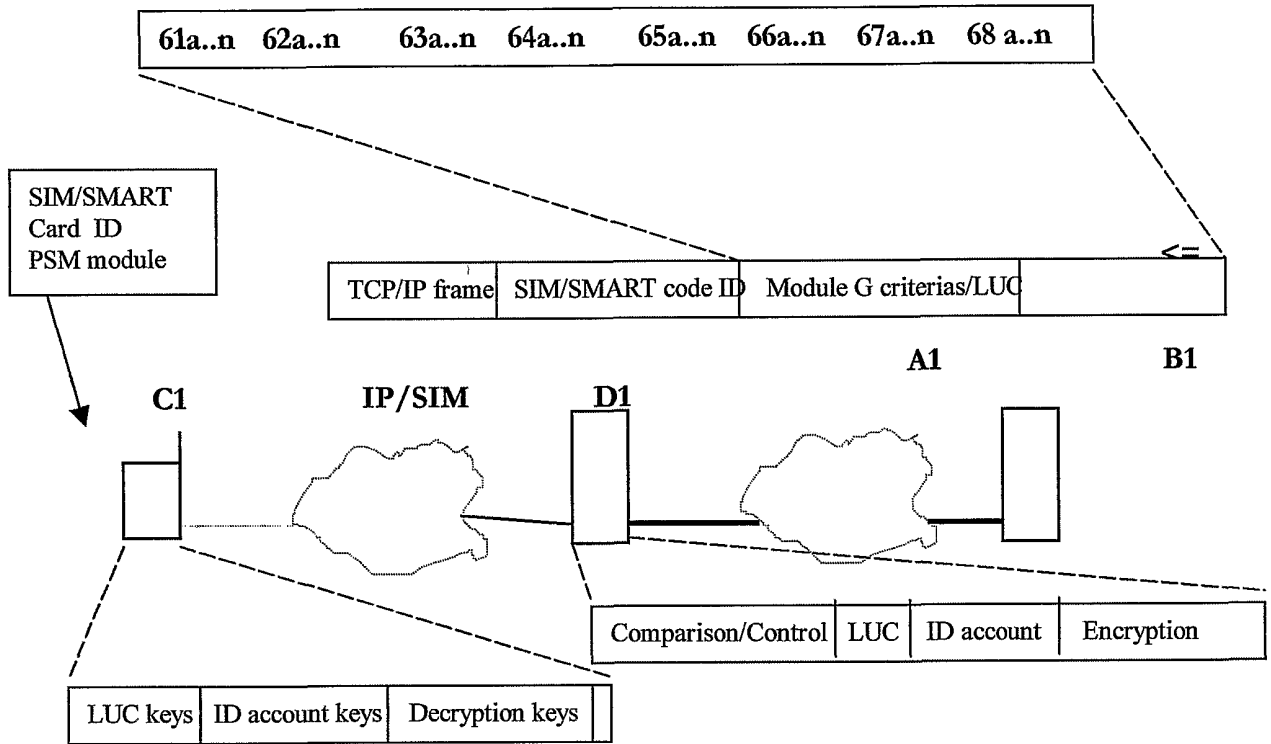 61a..n 62a..n 63a..n 64a..n 65a..n 66a..n 67a..n 68 a..n
SIM/SMART
Card ID
PSM module
<=
TCP/IP frame SIM/SMART code ID Module G criterias/LUC
A1 B1
C1 IP/SIM D1
Comparison/Control LUC ID account Encryption
LUC keys ID account keys Decryption keys